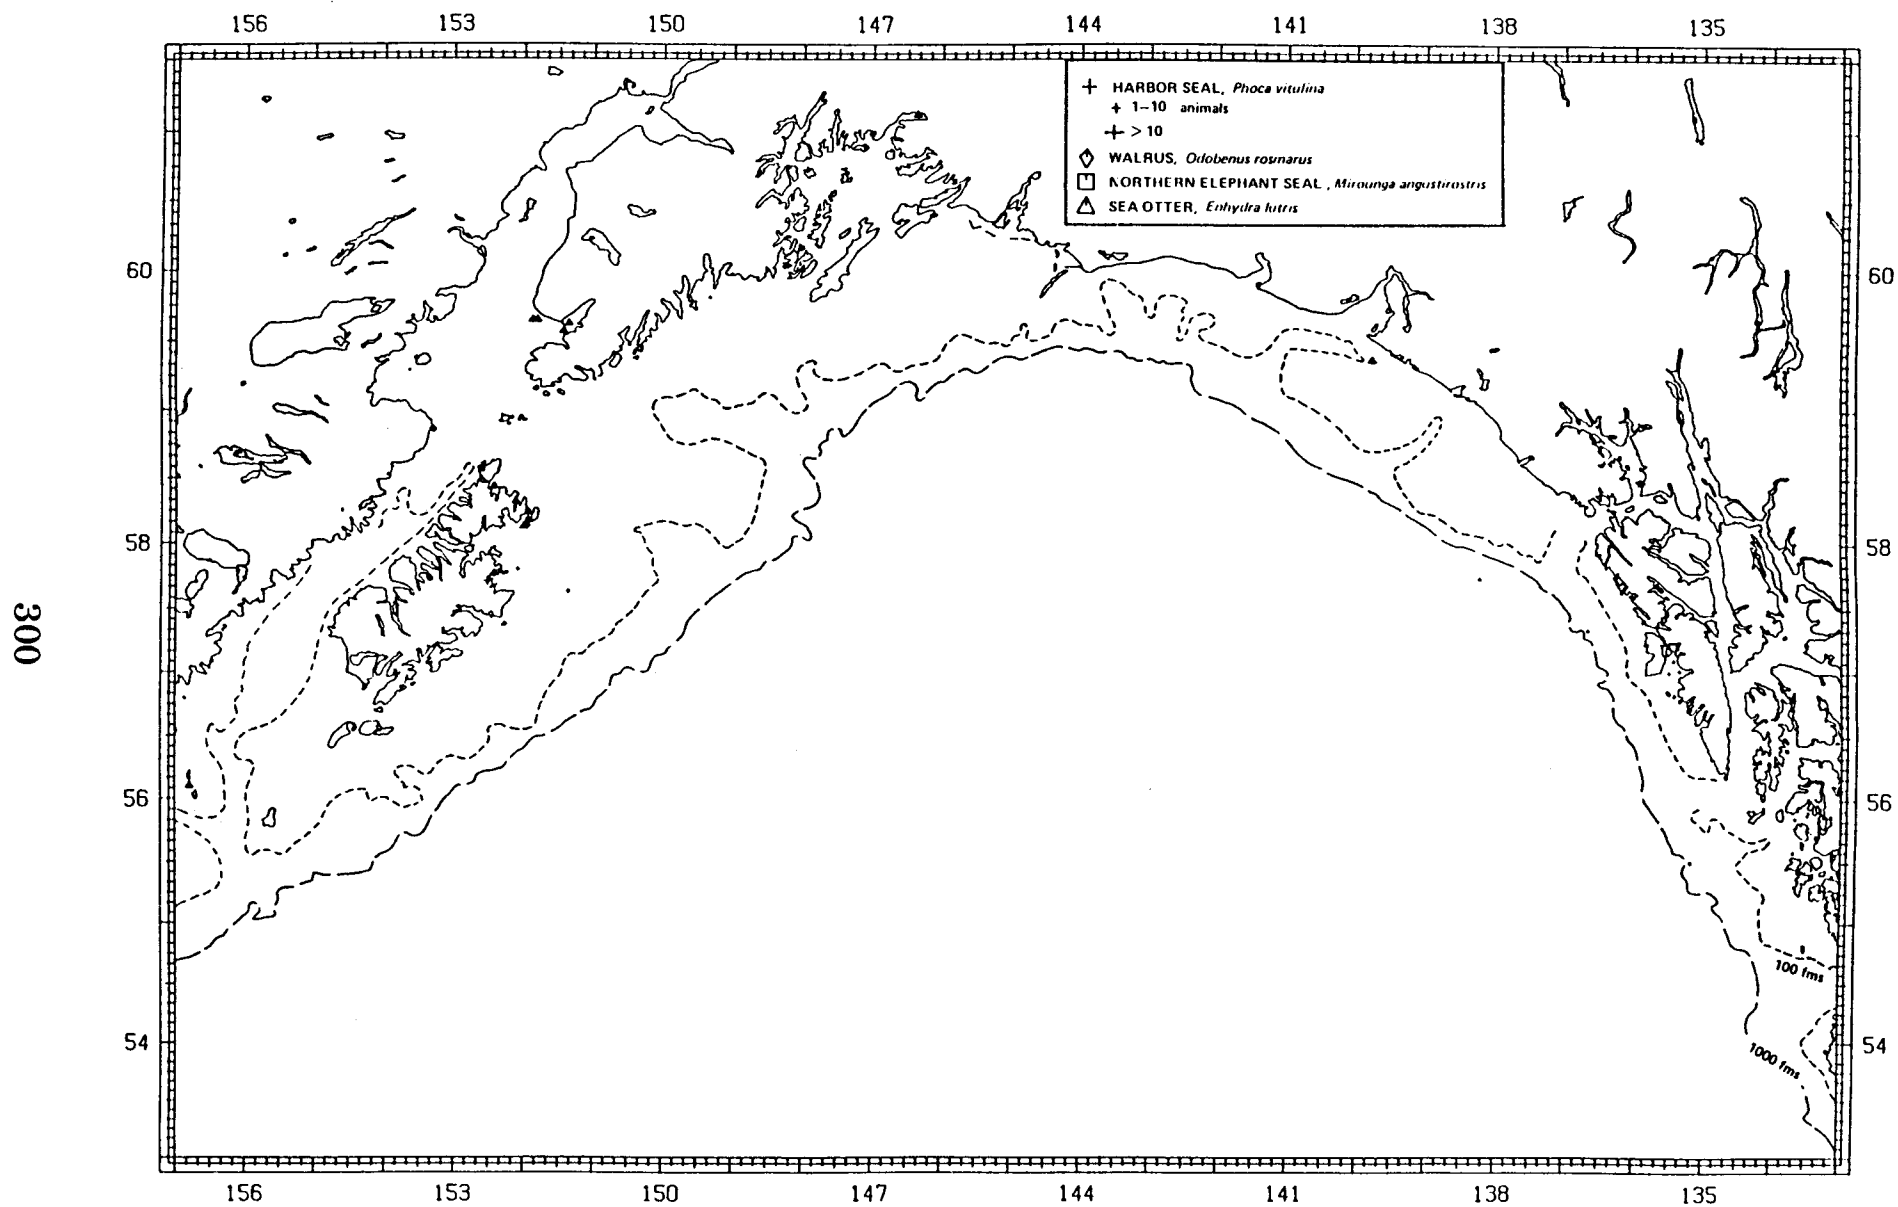 156 153 150 147 144 141 138 135
+ HARBOR SEAL, Phoca vitulina
+ 1–10 animals
+ > 10
WALRUS, Odobenus rosmarus
NORTHERN ELEPHANT SEAL, Mirounga angustirostris
SEA OTTER, Enhydra lutris
60 60
58 58
300
56 56
100 fms
54 54
1000 fms
156 153 150 147 144 141 138 135